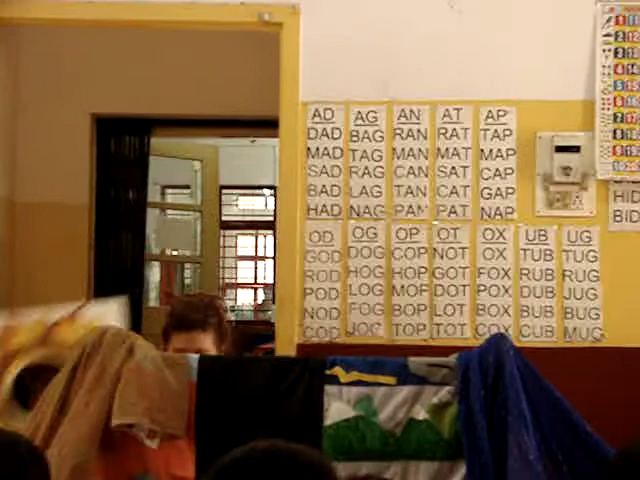 AD
DAD
MAD
SAD
BAD
HAD
AG
BAG
TAG
RAG
LAG
NAG
AN
RAN
MAN
CAN
TAN
PAN
AT
RAT
MAT
SAT
CAT
PAT
AP
TAP
MAP
CAP
GAP
NAP
OD
GOD
ROD
POD
NOD
COD
OG
DOG
HOG
LOG
FOG
JOG
OP
COP
HOP
MOP
BOP
TOP
OT
NOT
GOT
DOT
LOT
TOT
OX
OX
FOX
POX
BOX
COX
UB
TUB
RUB
DUB
BUB
CUB
UG
TUG
RUG
JUG
BUG
MUG
HID
BID